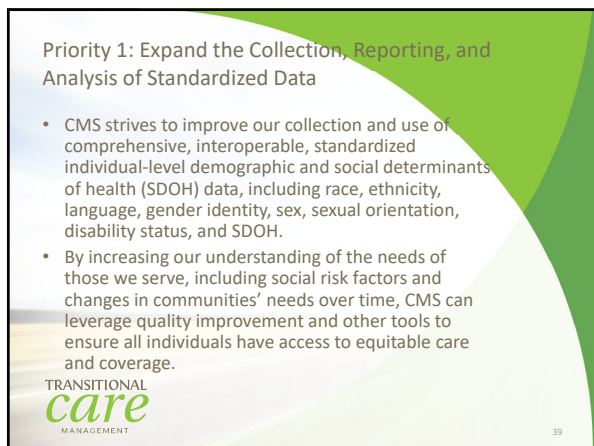 Priority 1: Expand the Collection, Reporting, and
Analysis of Standardized Data
• CMS strives to improve our collection and use of
comprehensive, interoperable, standardized
individual-level demographic and social determinants
of health (SDOH) data, including race, ethnicity,
language, gender identity, sex, sexual orientation,
disability status, and SDOH.
• By increasing our understanding of the needs of
those we serve, including social risk factors and
changes in communities’ needs over time, CMS can
leverage quality improvement and other tools to
ensure all individuals have access to equitable care
and coverage.
TRANSITIONAL
care
MANAGEMENT
39